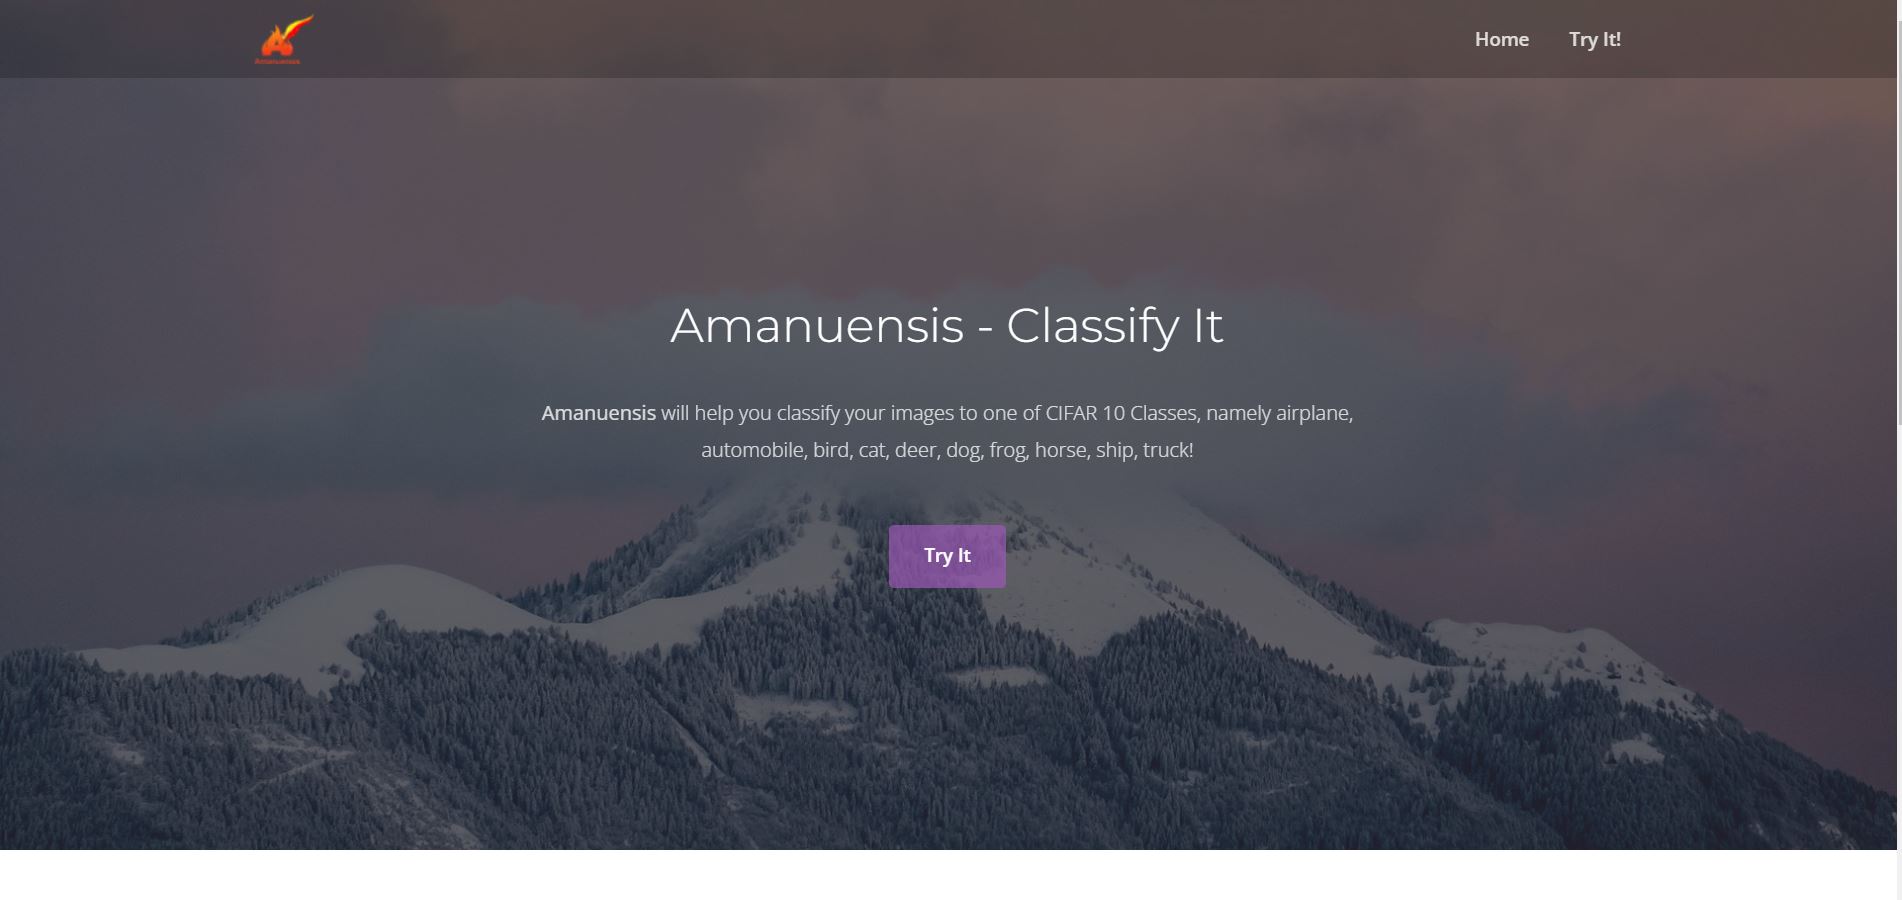 Amanuensis
Home
Try It!
Amanuensis - Classify It
Amanuensis will help you classify your images to one of CIFAR 10 Classes, namely airplane,
automobile, bird, cat, deer, dog, frog, horse, ship, truck!
Try It